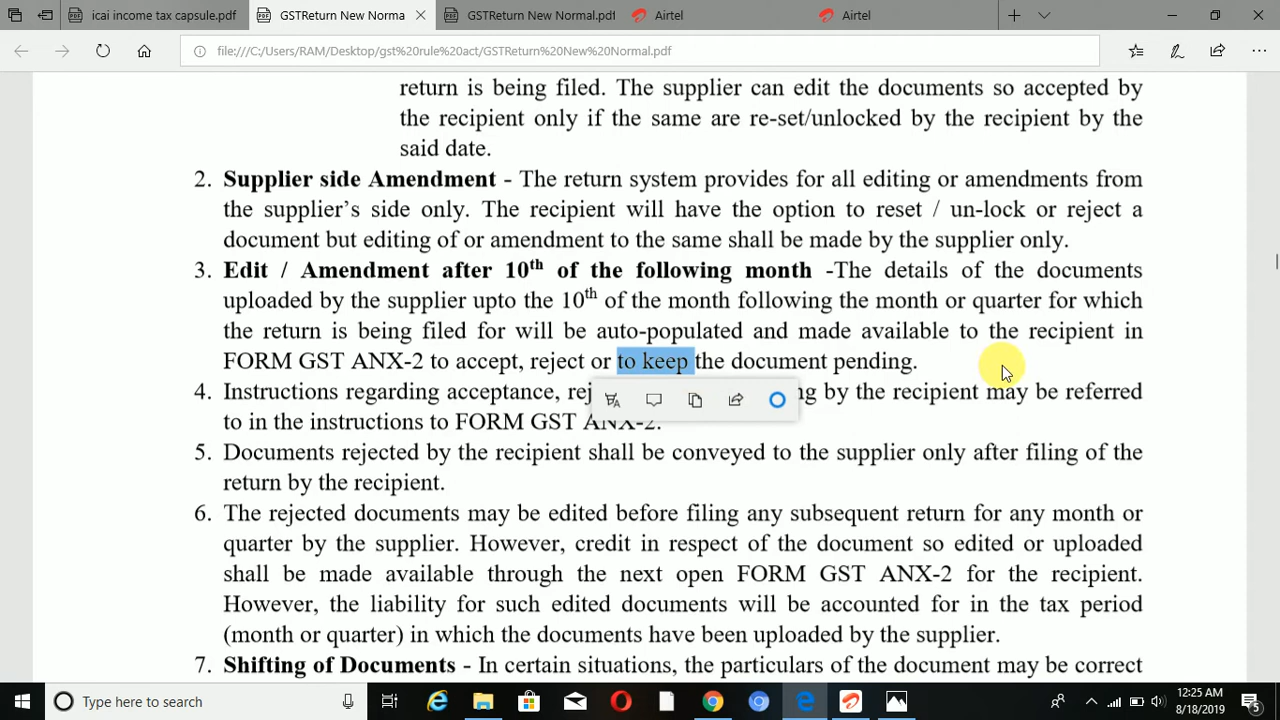 icai income tax capsule.pdf
GSTReturn New Norma
GSTReturn New Normal.pdf
Airtel
Airtel
file:///C:/Users/RAM/Desktop/gst%20rule%20act/GSTReturn%20New%20Normal.pdf
return is being filed. The supplier can edit the documents so accepted by
the recipient only if the same are re-set/unlocked by the recipient by the
said date.
2. Supplier side Amendment - The return system provides for all editing or amendments from
the supplier's side only. The recipient will have the option to reset / un-lock or reject a
document but editing of or amendment to the same shall be made by the supplier only.
3. Edit / Amendment after 10th of the following month -The details of the documents
uploaded by the supplier upto the 10th of the month following the month or quarter for which
the return is being filed for will be auto-populated and made available to the recipient in
FORM GST ANX-2 to accept, reject or to keep the document pending.
4. Instructions regarding acceptance, rej by the recipient may be referred
to in the instructions to FORM GST ANX-2.
5. Documents rejected by the recipient shall be conveyed to the supplier only after filing of the
return by the recipient.
6. The rejected documents may be edited before filing any subsequent return for any month or
quarter by the supplier. However, credit in respect of the document so edited or uploaded
shall be made available through the next open FORM GST ANX-2 for the recipient.
However, the liability for such edited documents will be accounted for in the tax period
(month or quarter) in which the documents have been uploaded by the supplier.
7. Shifting of Documents - In certain situations, the particulars of the document may be correct
Type here to search
12:25 AM
8/18/2019
5